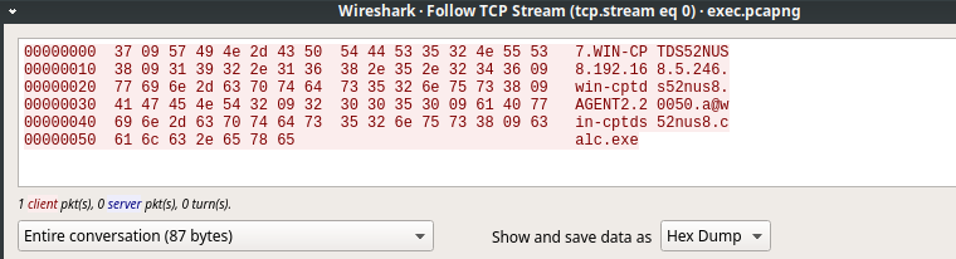 Wireshark · Follow TCP Stream (tcp.stream eq 0) · exec.pcapng
00000000 37 09 57 49 4e 2d 43 50 54 44 53 35 32 4e 55 53 7.WIN-CP TDS52NUS
00000010 38 09 31 39 32 2e 31 36 38 2e 35 2e 32 34 36 09 8.192.16 8.5.246.
00000020 77 69 6e 2d 63 70 74 64 73 35 32 6e 75 73 38 09 win-cptd s52nus8.
00000030 41 47 45 4e 54 32 09 32 30 30 35 30 09 61 40 77 AGENT2.2 0050.a@w
00000040 69 6e 2d 63 70 74 64 73 35 32 6e 75 73 38 09 63 in-cptds 52nus8.c
00000050 61 6c 63 2e 65 78 65 alc.exe
1 client pkt(s), 0 server pkt(s), 0 turn(s).
Entire conversation (87 bytes) Show and save data as Hex Dump